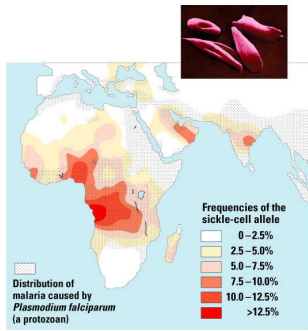 Frequencies of the
sickle-cell allele
0–2.5%
2.5–5.0%
5.0–7.5%
7.5–10.0%
10.0–12.5%
>12.5%
Distribution of
malaria caused by
Plasmodium falciparum
(a protozoan)